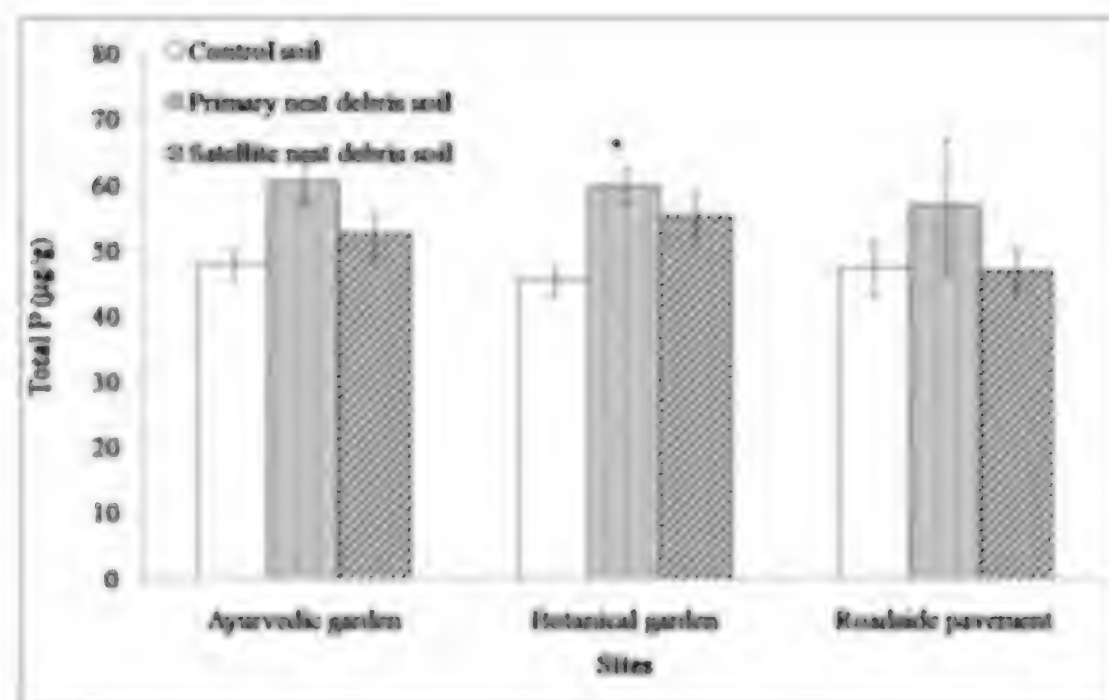 80
70
60
50
40
30
20
10
0
Control soil
Primary nest debris soil
Satellite nest debris soil
*
Total P (µg/g)
Ayurvedic garden
Botanical garden
Roadside pavement
Sites